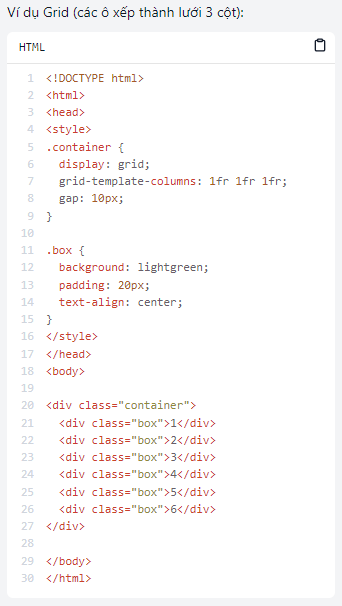 Ví dụ Grid (các ô xếp thành lưới 3 cột):
HTML
1 <!DOCTYPE html>
2 <html>
3 <head>
4 <style>
5 .container {
6   display: grid;
7   grid-template-columns: 1fr 1fr 1fr;
8   gap: 10px;
9 }
10
11 .box {
12   background: lightgreen;
13   padding: 20px;
14   text-align: center;
15 }
16 </style>
17 </head>
18 <body>
19
20 <div class="container">
21   <div class="box">1</div>
22   <div class="box">2</div>
23   <div class="box">3</div>
24   <div class="box">4</div>
25   <div class="box">5</div>
26   <div class="box">6</div>
27 </div>
28
29 </body>
30 </html>